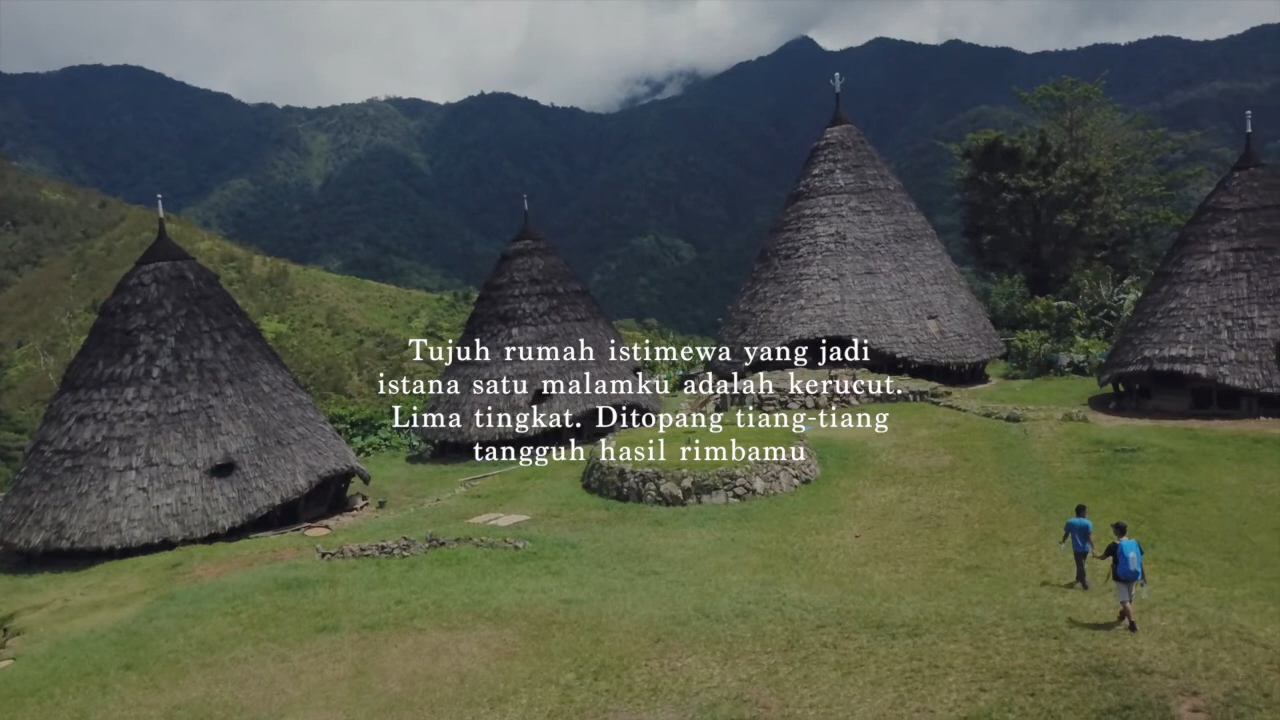 Tujuh rumah istimewa yang jadi
istana satu malamku adalah kerucut.
Lima tingkat. Ditopang tiang-tiang
tangguh hasil rimbamu